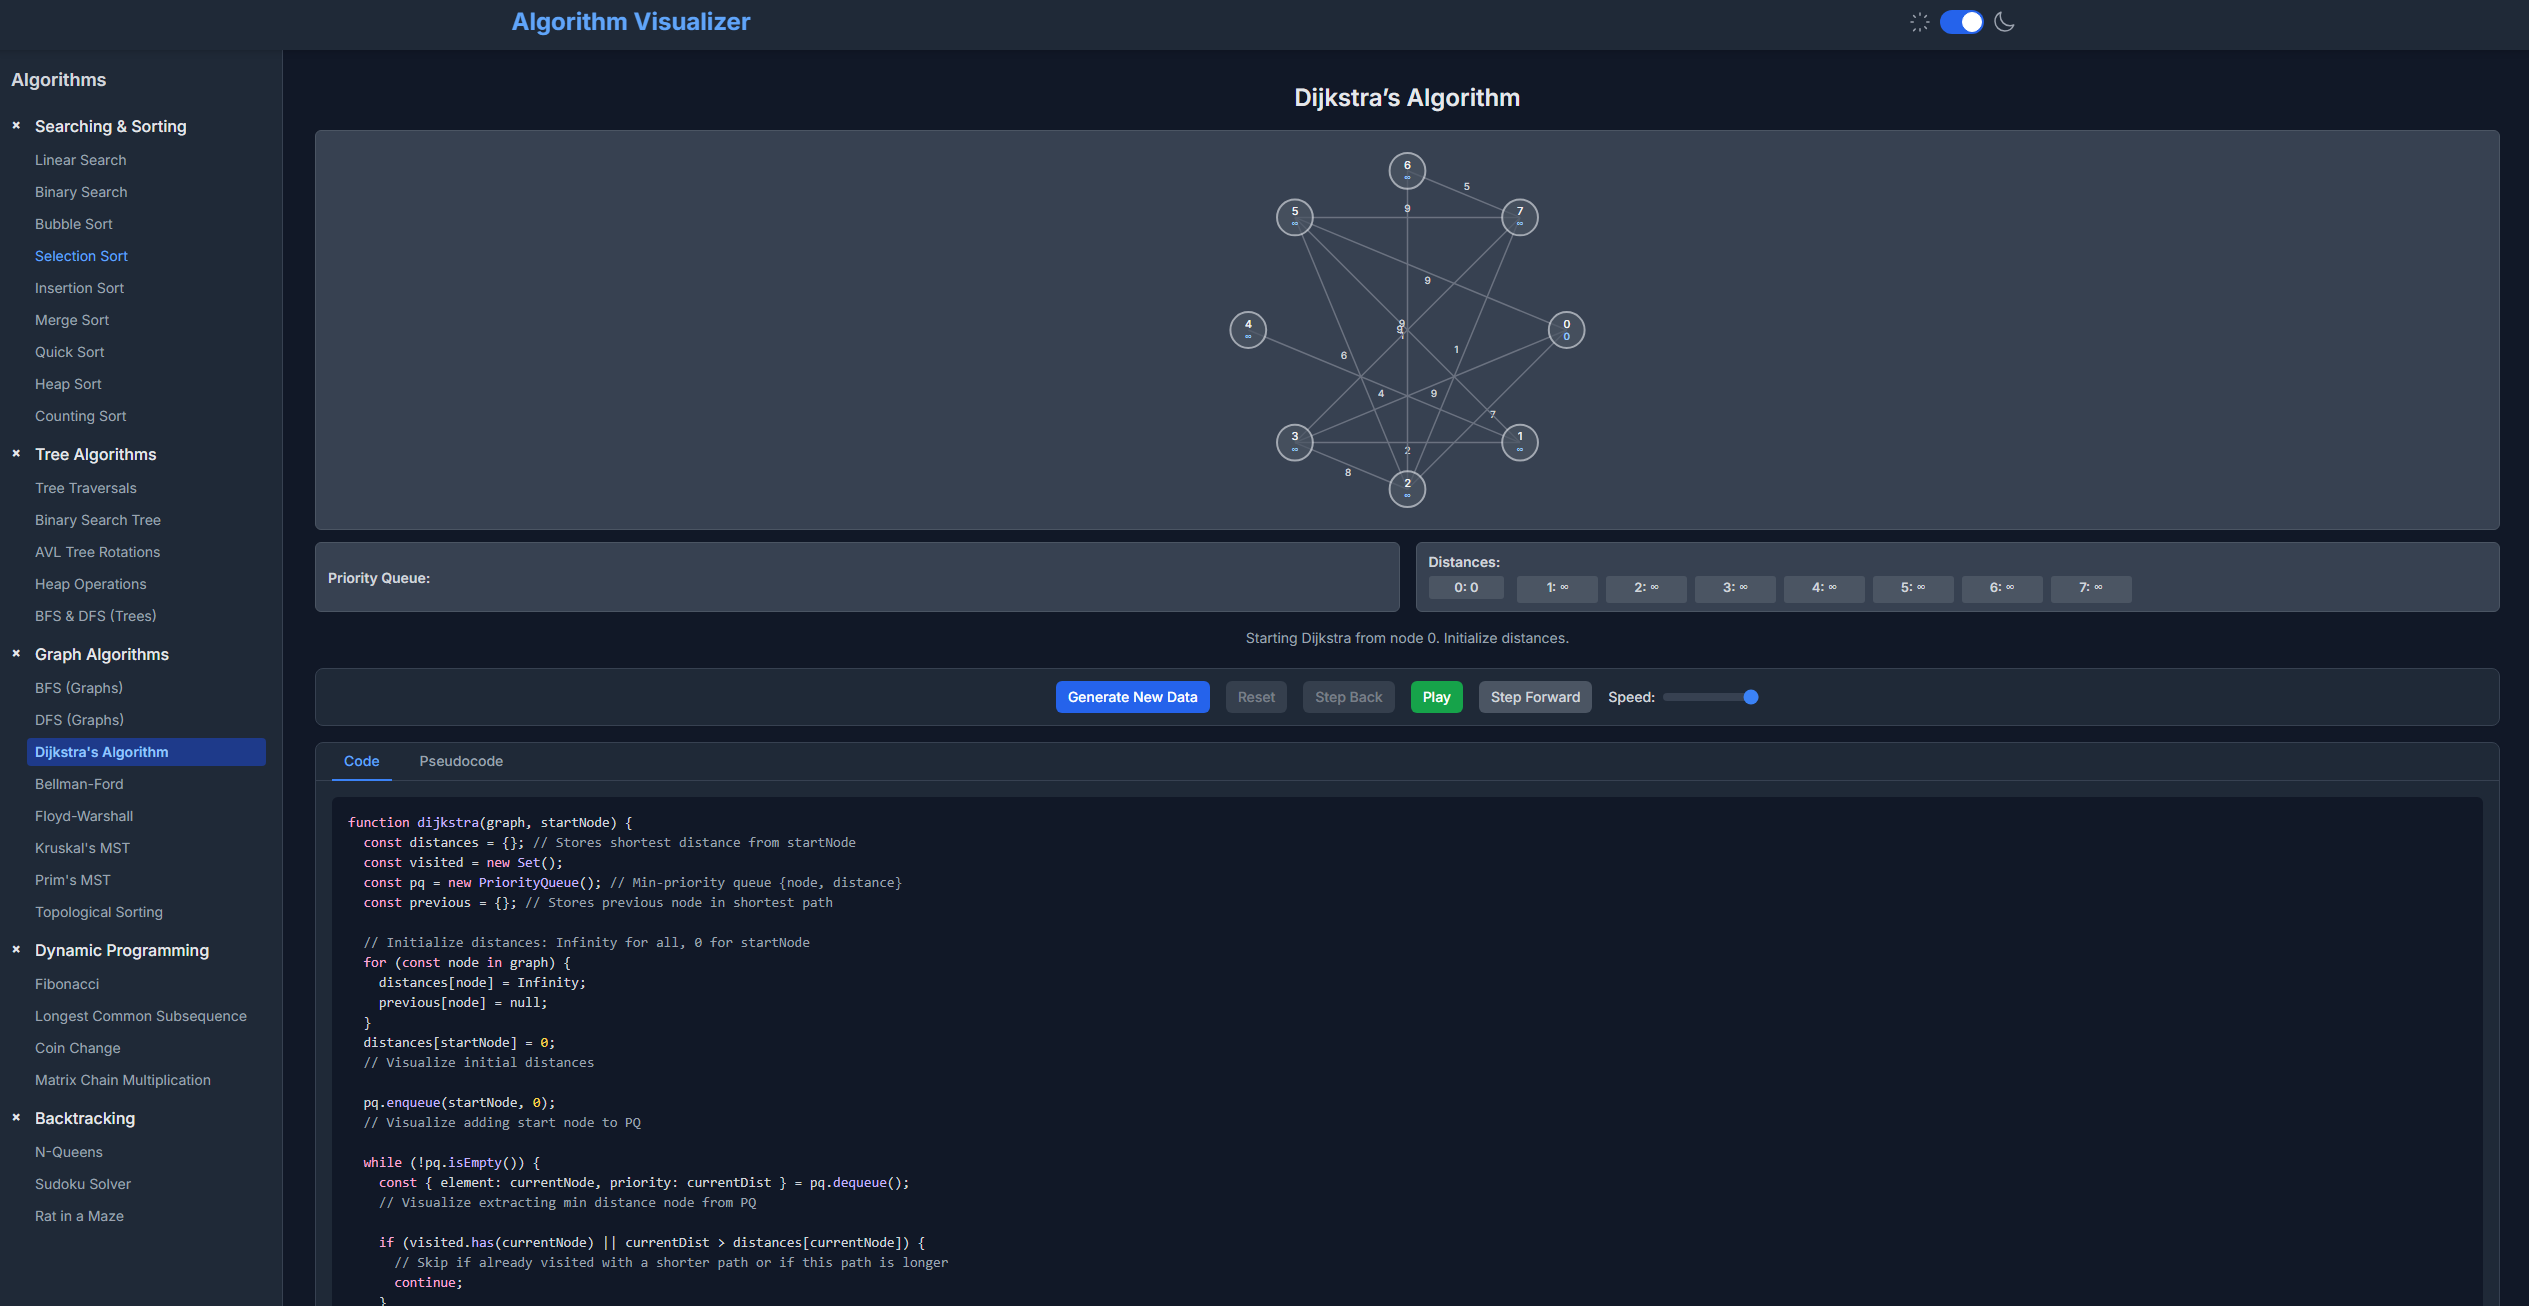 Algorithm Visualizer
Algorithms
Searching & Sorting
Linear Search
Binary Search
Bubble Sort
Selection Sort
Insertion Sort
Merge Sort
Quick Sort
Heap Sort
Counting Sort
Tree Algorithms
Tree Traversals
Binary Search Tree
AVL Tree Rotations
Heap Operations
BFS & DFS (Trees)
Graph Algorithms
BFS (Graphs)
DFS (Graphs)
Dijkstra's Algorithm
Bellman-Ford
Floyd-Warshall
Kruskal's MST
Prim's MST
Topological Sorting
Dynamic Programming
Fibonacci
Longest Common Subsequence
Coin Change
Matrix Chain Multiplication
Backtracking
N-Queens
Sudoku Solver
Rat in a Maze
Dijkstra’s Algorithm
6
∞
5
5
∞
9
7
∞
9
4
∞
9
0
0
6
1
4
9
7
3
∞
1
∞
2
8
2
∞
Priority Queue:
Distances:
0: 0 1: ∞ 2: ∞ 3: ∞ 4: ∞ 5: ∞ 6: ∞ 7: ∞
Starting Dijkstra from node 0. Initialize distances.
Generate New Data Reset Step Back Play Step Forward Speed:
Code Pseudocode
function dijkstra(graph, startNode) {
const distances = {}; // Stores shortest distance from startNode
const visited = new Set();
const pq = new PriorityQueue(); // Min-priority queue {node, distance}
const previous = {}; // Stores previous node in shortest path
// Initialize distances: Infinity for all, 0 for startNode
for (const node in graph) {
distances[node] = Infinity;
previous[node] = null;
}
distances[startNode] = 0;
// Visualize initial distances
pq.enqueue(startNode, 0);
// Visualize adding start node to PQ
while (!pq.isEmpty()) {
const { element: currentNode, priority: currentDist } = pq.dequeue();
// Visualize extracting min distance node from PQ
if (visited.has(currentNode) || currentDist > distances[currentNode]) {
// Skip if already visited with a shorter path or if this path is longer
continue;
}